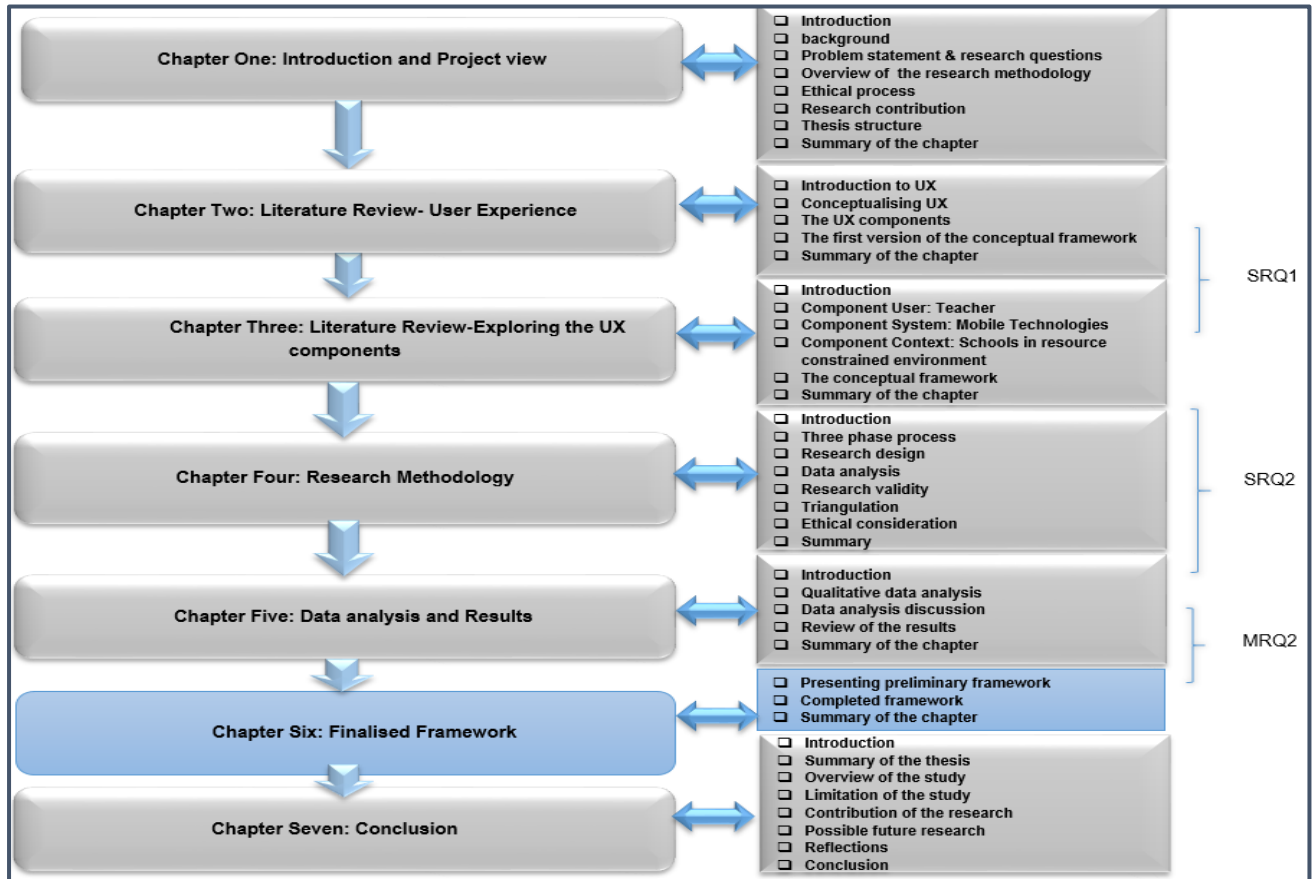 Chapter One: Introduction and Project view
❑ Introduction
❑ background
❑ Problem statement & research questions
❑ Overview of the research methodology
❑ Ethical process
❑ Research contribution
❑ Thesis structure
❑ Summary of the chapter
Chapter Two: Literature Review- User Experience
❑ Introduction to UX
❑ Conceptualising UX
❑ The UX components
❑ The first version of the conceptual framework
❑ Summary of the chapter
SRQ1
Chapter Three: Literature Review-Exploring the UX
components
❑ Introduction
❑ Component User: Teacher
❑ Component System: Mobile Technologies
❑ Component Context: Schools in resource
constrained environment
❑ The conceptual framework
❑ Summary of the chapter
Chapter Four: Research Methodology
❑ Introduction
❑ Three phase process
❑ Research design
❑ Data analysis
❑ Research validity
❑ Triangulation
❑ Ethical consideration
❑ Summary
SRQ2
Chapter Five: Data analysis and Results
❑ Introduction
❑ Qualitative data analysis
❑ Data analysis discussion
❑ Review of the results
❑ Summary of the chapter
MRQ2
Chapter Six: Finalised Framework
❑ Presenting preliminary framework
❑ Completed framework
❑ Summary of the chapter
Chapter Seven: Conclusion
❑ Introduction
❑ Summary of the thesis
❑ Overview of the study
❑ Limitation of the study
❑ Contribution of the research
❑ Possible future research
❑ Reflections
❑ Conclusion